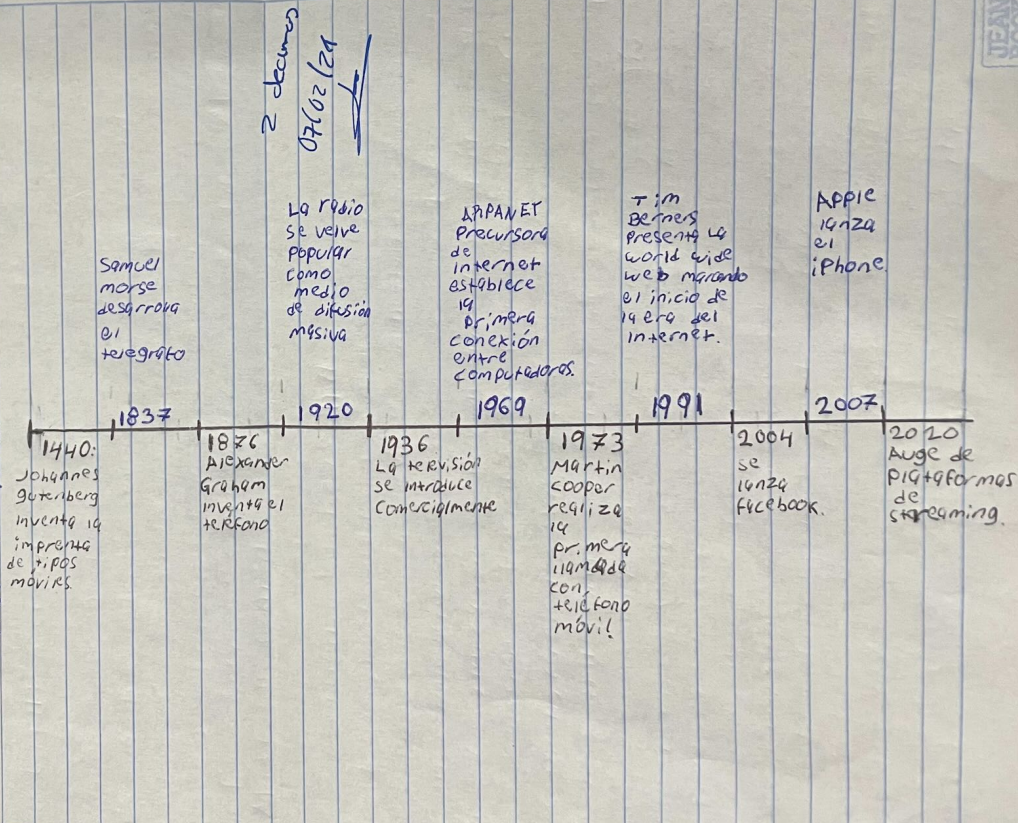 2 decimos
07/02/24
Samuel
morse
desarrolla
el
telegrafo
La radio
se velve
popular
como
medio
de difusión
masiva
ARPANET
Precursora
de
internet
establece
la
primera
conexión
entre
computadoras.
Tim
Berners
Presenta la
world wide
web marcando
el inicio de
la era del
Internet.
Apple
lanza
el
iPhone.
1837
1920
1969
1991
2007
1440:
Johannes
gutenberg
inventa la
imprenta
de tipos
móviles.
1876
Alexander
Graham
inventa el
teléfono
1936
La televisión
se introduce
comercialmente
1973
Martin
cooper
realiza
la
primera
llamada
con
teléfono
móvil
2004
se
lanza
facebook.
2020
Auge de
plataformas
de
streaming.
JEAN